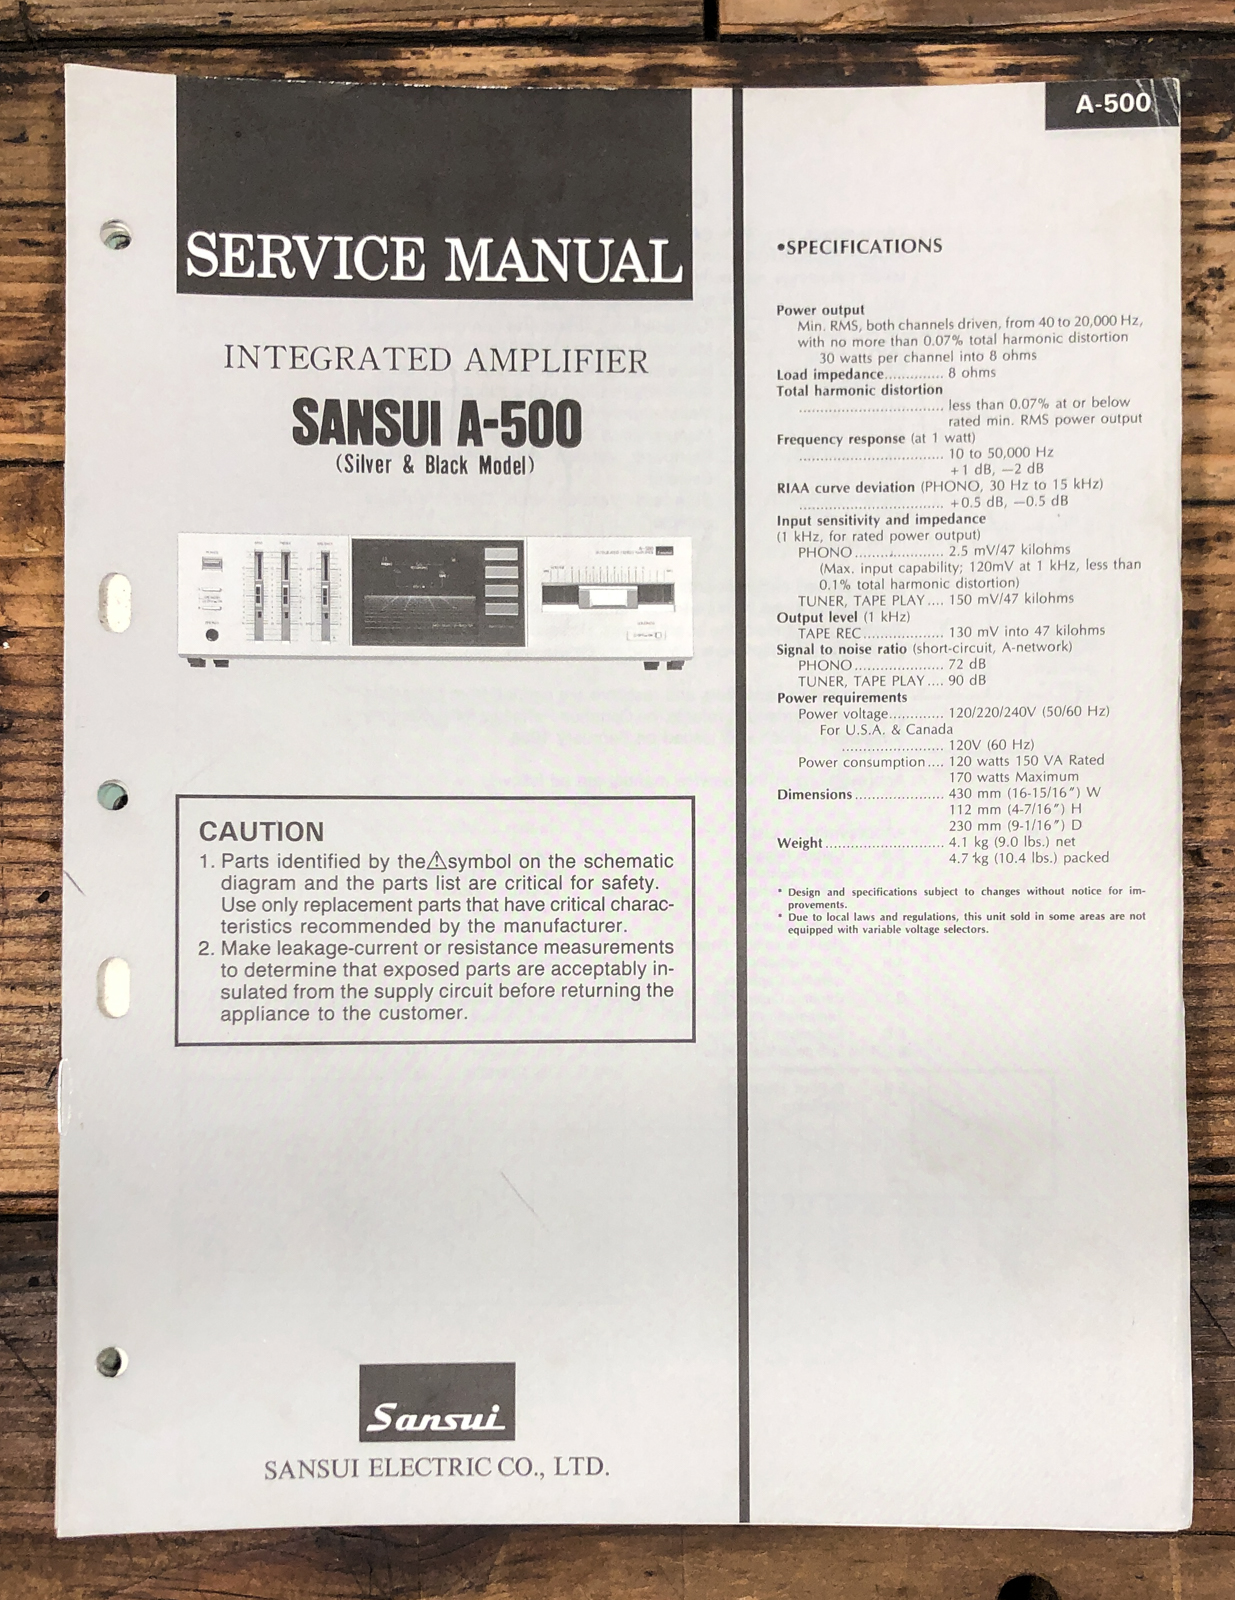 A-500
SERVICE MANUAL
INTEGRATED AMPLIFIER
SANSUI A-500
(Silver & Black Model)
CAUTION
1. Parts identified by the⚠symbol on the schematic
diagram and the parts list are critical for safety.
Use only replacement parts that have critical charac-
teristics recommended by the manufacturer.
2. Make leakage-current or resistance measurements
to determine that exposed parts are acceptably in-
sulated from the supply circuit before returning the
appliance to the customer.
Sansui
SANSUI ELECTRIC CO., LTD.
•SPECIFICATIONS
Power output
Min. RMS, both channels driven, from 40 to 20,000 Hz,
with no more than 0.07% total harmonic distortion
30 watts per channel into 8 ohms
Load impedance.............. 8 ohms
Total harmonic distortion
.................................. less than 0.07% at or below
rated min. RMS power output
Frequency response (at 1 watt)
.................................. 10 to 50,000 Hz
+1 dB, −2 dB
RIAA curve deviation (PHONO, 30 Hz to 15 kHz)
.................................. +0.5 dB, −0.5 dB
Input sensitivity and impedance
(1 kHz, for rated power output)
PHONO..................... 2.5 mV/47 kilohms
(Max. input capability; 120mV at 1 kHz, less than
0.1% total harmonic distortion)
TUNER, TAPE PLAY.... 150 mV/47 kilohms
Output level (1 kHz)
TAPE REC................... 130 mV into 47 kilohms
Signal to noise ratio (short-circuit, A-network)
PHONO..................... 72 dB
TUNER, TAPE PLAY.... 90 dB
Power requirements
Power voltage............. 120/220/240V (50/60 Hz)
For U.S.A. & Canada
........................ 120V (60 Hz)
Power consumption.... 120 watts 150 VA Rated
170 watts Maximum
Dimensions..................... 430 mm (16-15/16″) W
112 mm (4-7/16″) H
230 mm (9-1/16″) D
Weight............................ 4.1 kg (9.0 lbs.) net
4.7 kg (10.4 lbs.) packed
* Design and specifications subject to changes without notice for im-
provements.
* Due to local laws and regulations, this unit sold in some areas are not
equipped with variable voltage selectors.